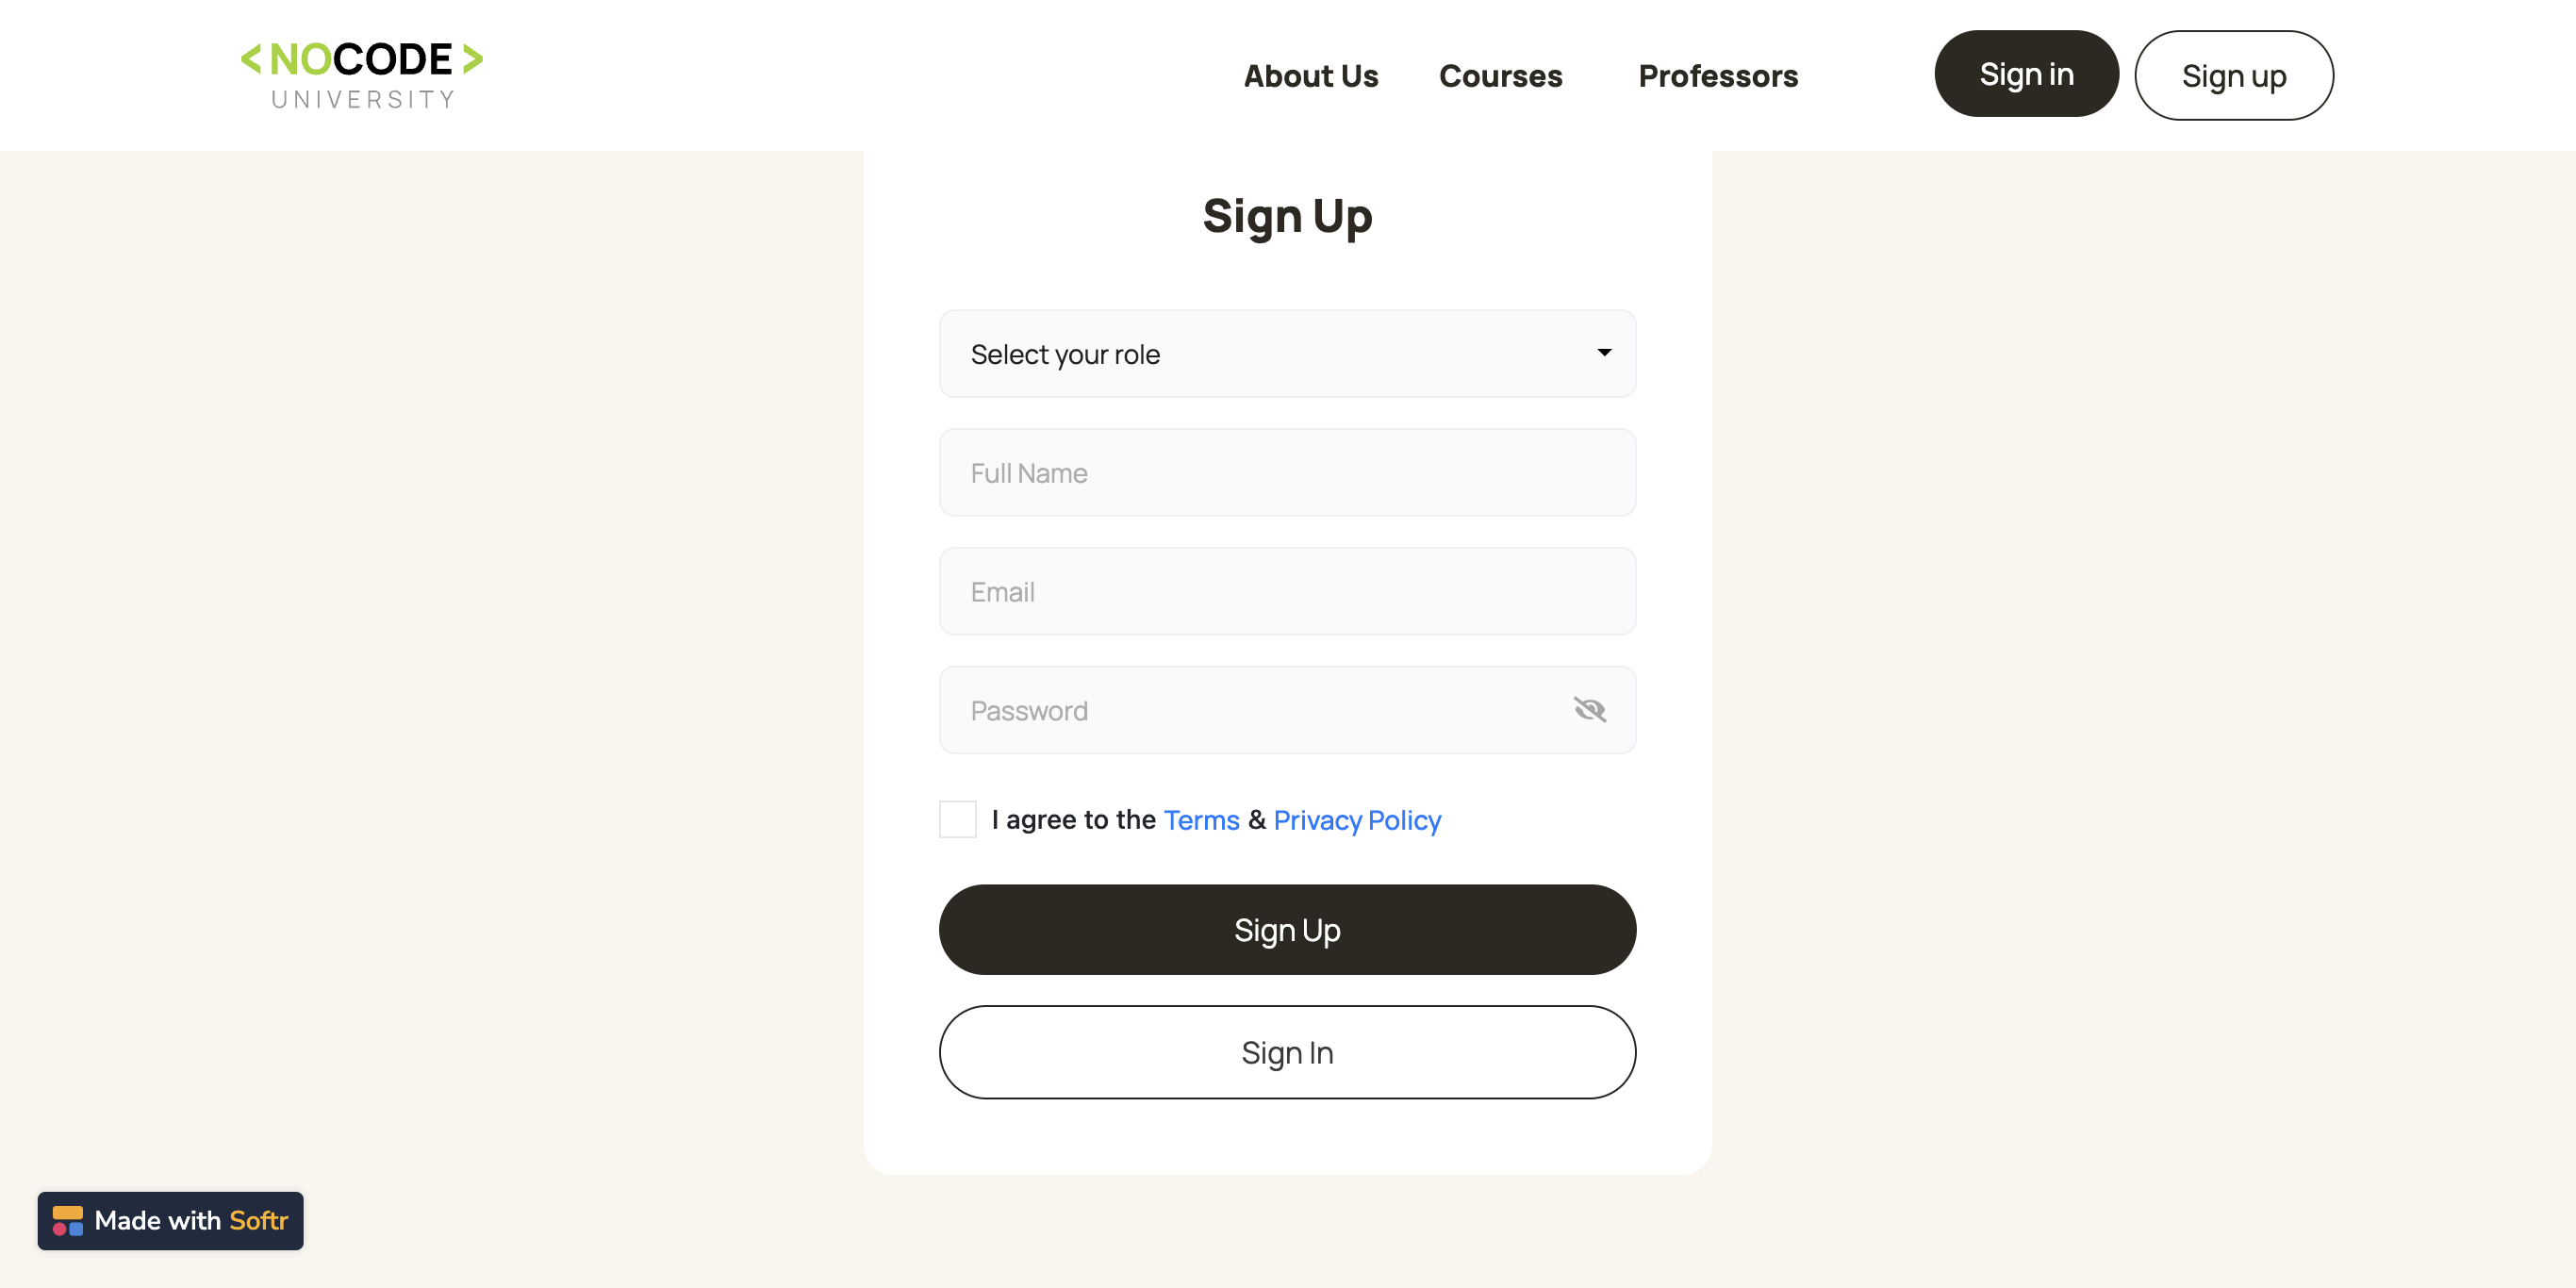 <NOCODE>
UNIVERSITY
About Us
Courses
Professors
Sign in
Sign up
Sign Up
Select your role
Full Name
Email
Password
I agree to the Terms & Privacy Policy
Sign Up
Sign In
Made with Softr